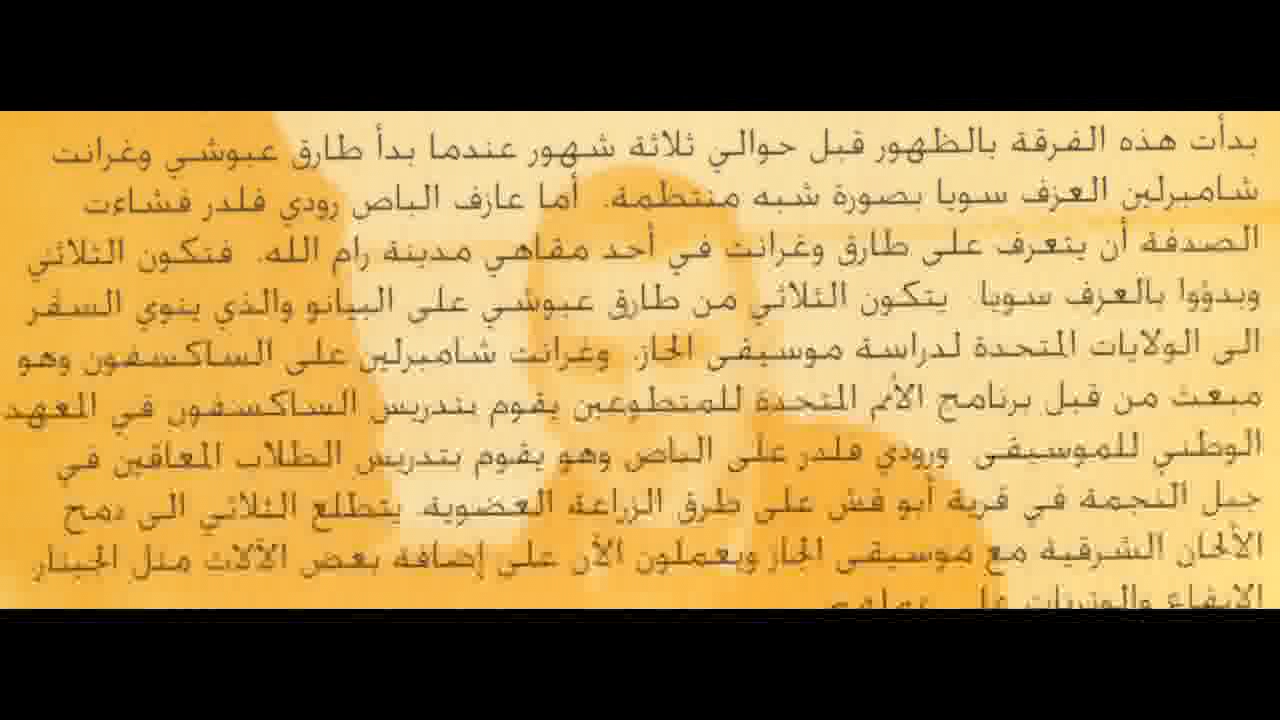 بدأت هذه الفرقة بالظهور قبل حوالي ثلاثة شهور عندما بدأ طارق عبوشي وغرانت
شامبرلين العزف سويا بصورة شبه منتظمة. أما عازف الباص رودي فلدر فشاءت
الصدفة أن يتعرف على طارق وغرانت في أحد مقاهي مدينة رام الله. فتكون الثلاثي
وبدؤوا بالعزف سويا. يتكون الثلاثي من طارق عبوشي على البيانو والذي ينوي السفر
الى الولايات المتحدة لدراسة موسيقى الجاز. وغرانت شامبرلين على الساكسفون وهو
مبعث من قبل برنامج الأمم المتحدة للمتطوعين يقوم بتدريس الساكسفون في المعهد
الوطني للموسيقى. ورودي فلدر على الباص وهو يقوم بتدريس الطلاب المعاقين في
جبل النجمة في قرية أبو قش على طرق الزراعة العضوية. يتطلع الثلاثي الى دمج
الألحان الشرقية مع موسيقى الجاز ويعملون الآن على إضافة بعض الآلات مثل الجيتار
الإيقاع والوتريات على